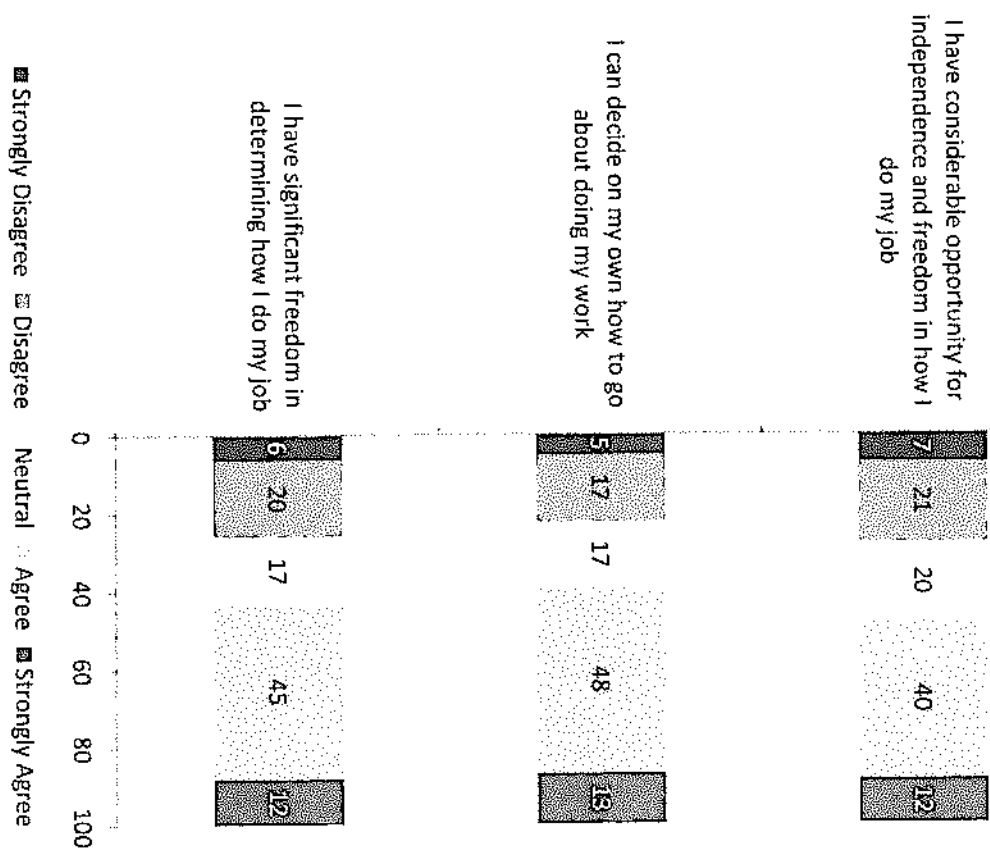 I have considerable opportunity for
independence and freedom in how I
do my job
7 21 20 40 12
I can decide on my own how to go
about doing my work
5 17 17 48 13
I have significant freedom in
determining how I do my job
6 20 17 45 12
0 20 40 60 80 100
Strongly Disagree Disagree Neutral Agree Strongly Agree